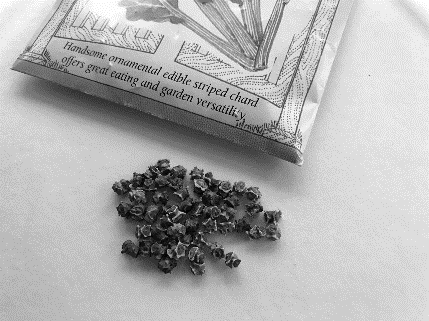 Handsome ornamental edible striped chard
offers great eating and garden versatility